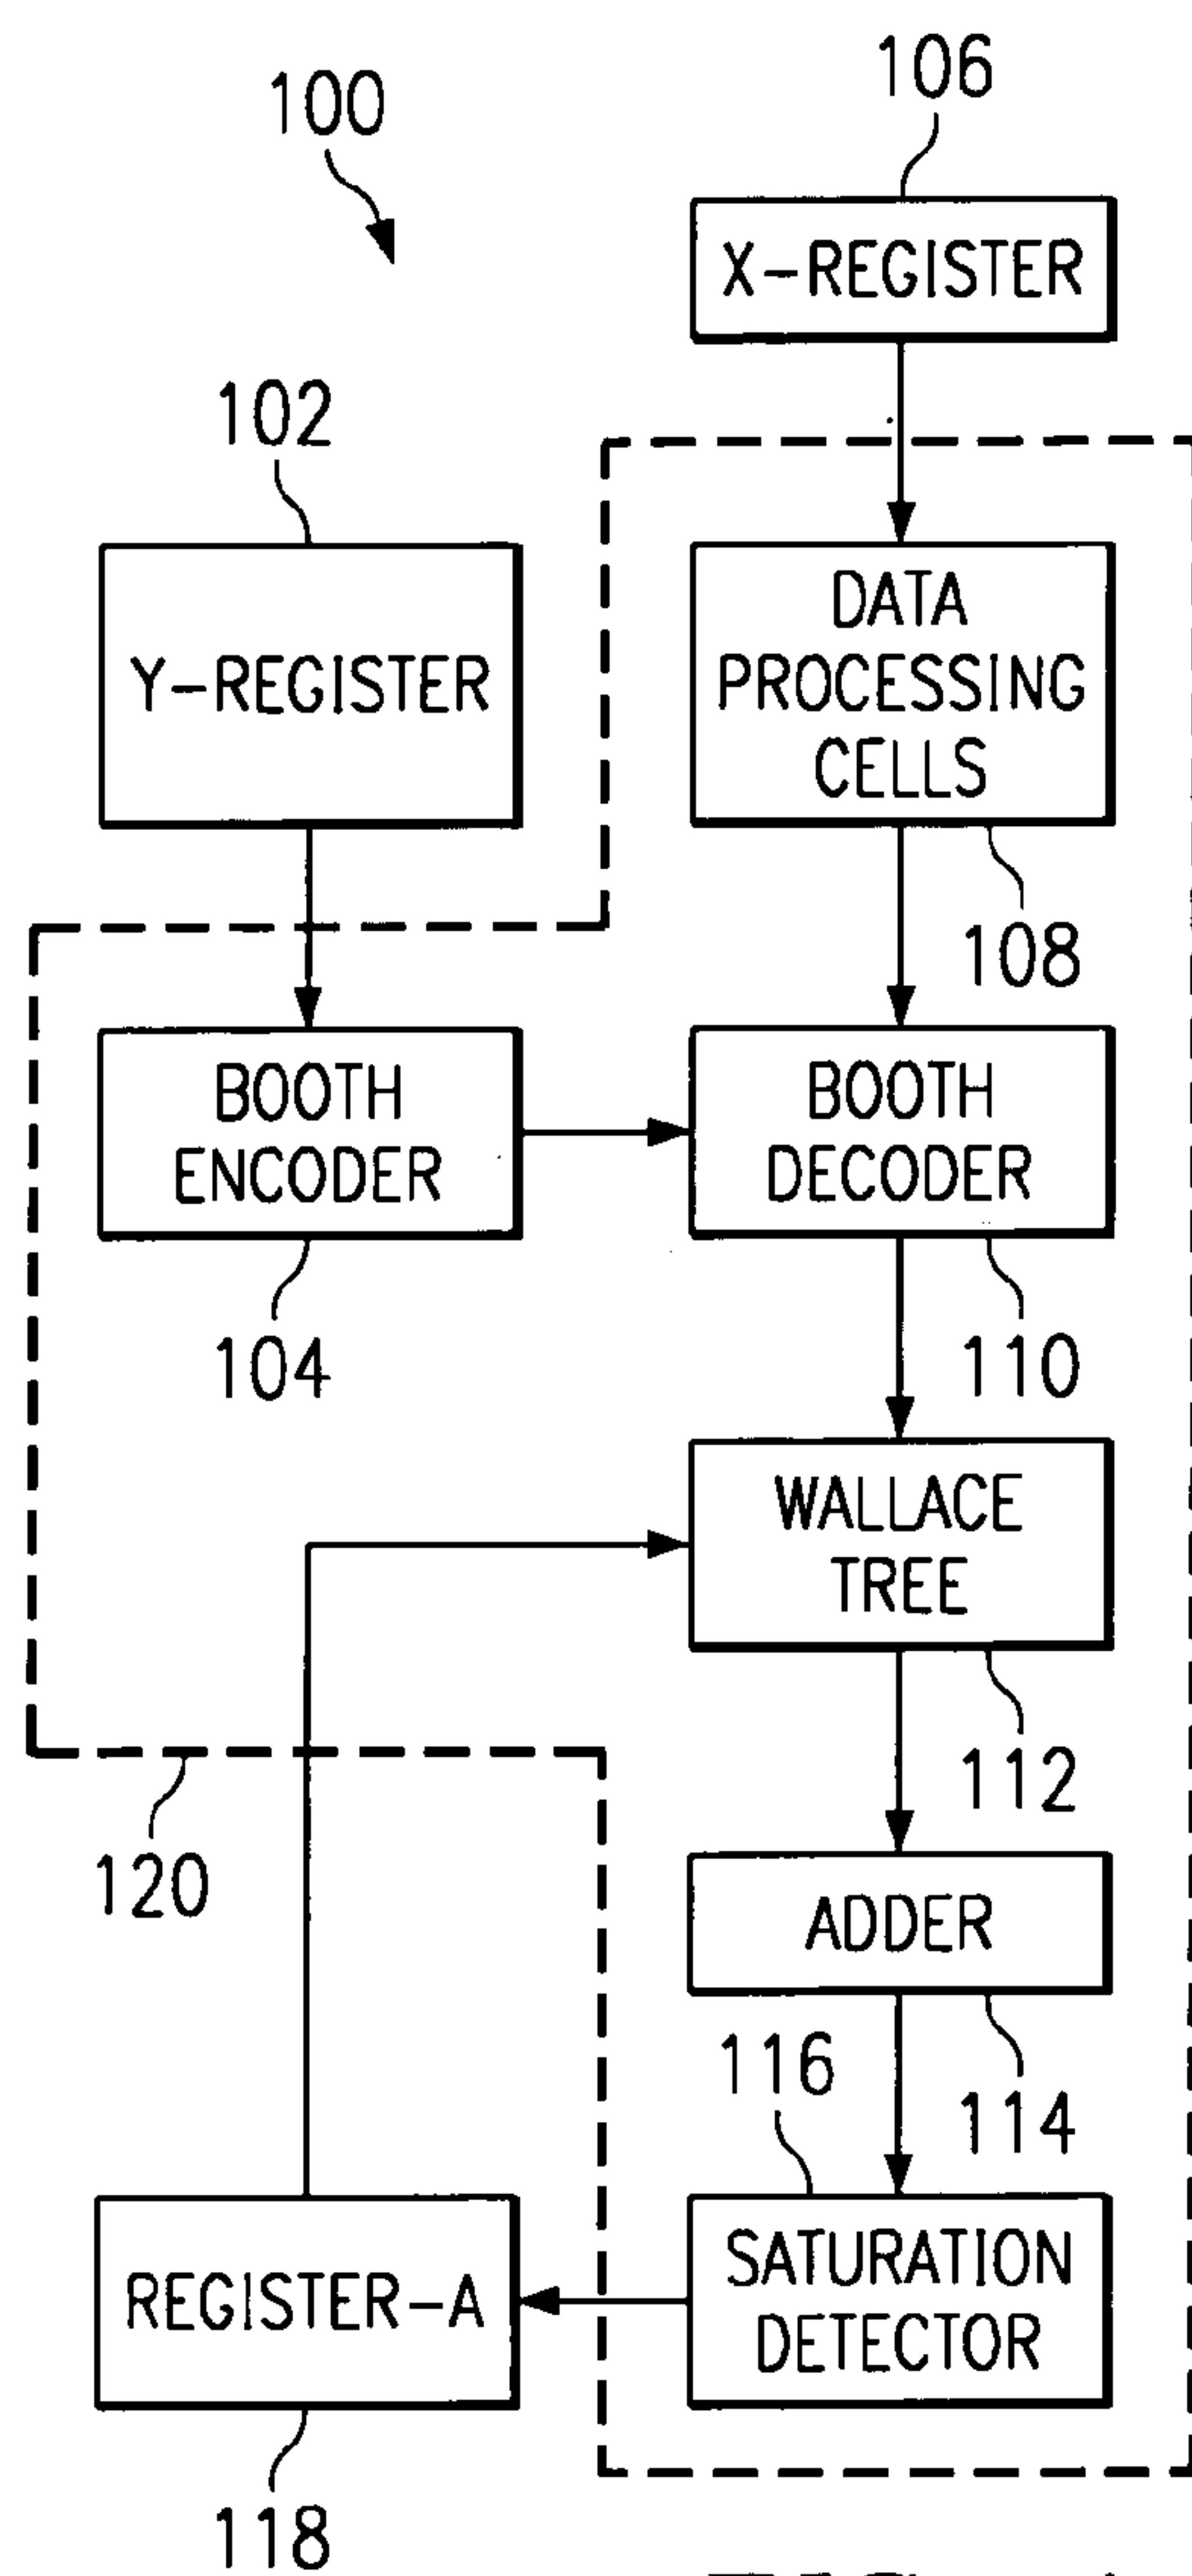 100
106
X-REGISTER
102
Y-REGISTER
DATA
PROCESSING
CELLS
108
BOOTH
ENCODER
104
BOOTH
DECODER
110
WALLACE
TREE
112
120
ADDER
114
116
SATURATION
DETECTOR
REGISTER-A
118